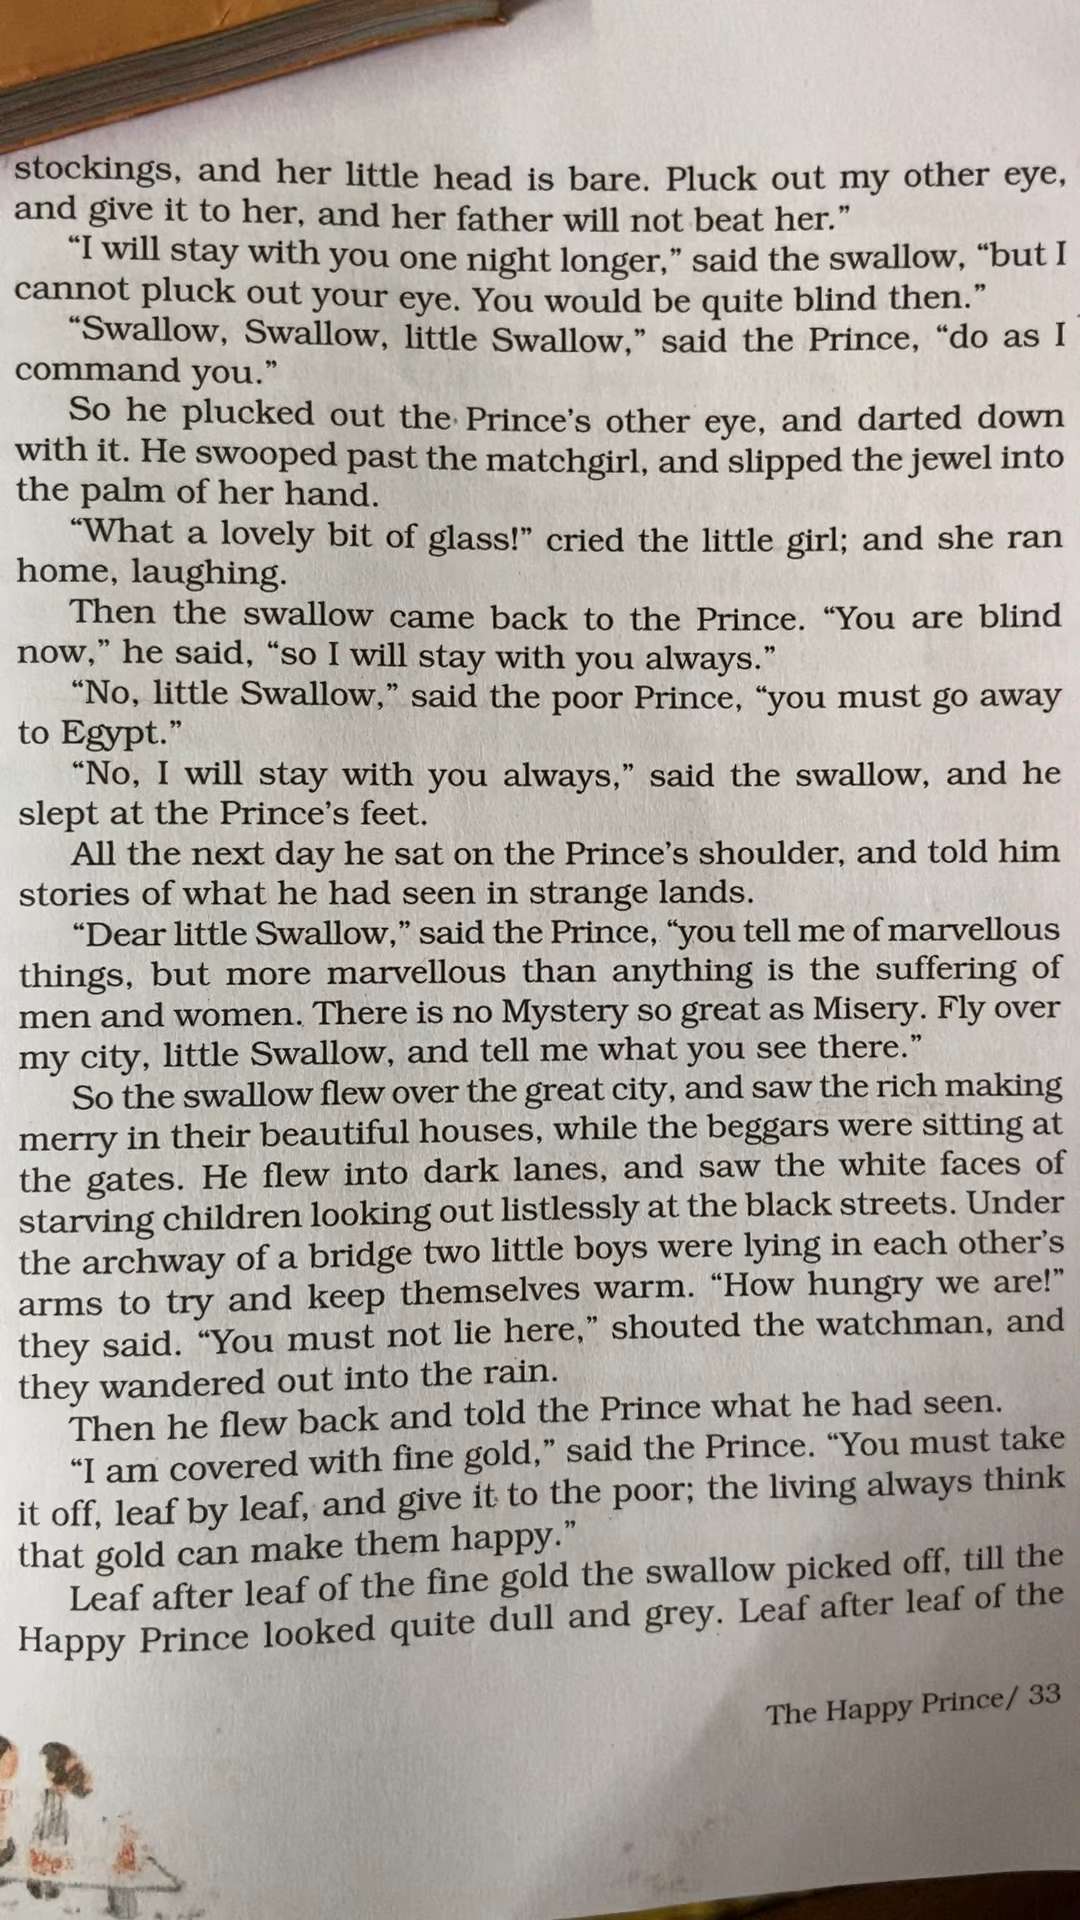 stockings, and her little head is bare. Pluck out my other eye,
and give it to her, and her father will not beat her.”
“I will stay with you one night longer,” said the swallow, “but I
cannot pluck out your eye. You would be quite blind then.”
“Swallow, Swallow, little Swallow,” said the Prince, “do as I
command you.”
So he plucked out the Prince’s other eye, and darted down
with it. He swooped past the matchgirl, and slipped the jewel into
the palm of her hand.
“What a lovely bit of glass!” cried the little girl; and she ran
home, laughing.
Then the swallow came back to the Prince. “You are blind
now,” he said, “so I will stay with you always.”
“No, little Swallow,” said the poor Prince, “you must go away
to Egypt.”
“No, I will stay with you always,” said the swallow, and he
slept at the Prince’s feet.
All the next day he sat on the Prince’s shoulder, and told him
stories of what he had seen in strange lands.
“Dear little Swallow,” said the Prince, “you tell me of marvellous
things, but more marvellous than anything is the suffering of
men and women. There is no Mystery so great as Misery. Fly over
my city, little Swallow, and tell me what you see there.”
So the swallow flew over the great city, and saw the rich making
merry in their beautiful houses, while the beggars were sitting at
the gates. He flew into dark lanes, and saw the white faces of
starving children looking out listlessly at the black streets. Under
the archway of a bridge two little boys were lying in each other’s
arms to try and keep themselves warm. “How hungry we are!”
they said. “You must not lie here,” shouted the watchman, and
they wandered out into the rain.
Then he flew back and told the Prince what he had seen.
“I am covered with fine gold,” said the Prince. “You must take
it off, leaf by leaf, and give it to the poor; the living always think
that gold can make them happy.”
Leaf after leaf of the fine gold the swallow picked off, till the
Happy Prince looked quite dull and grey. Leaf after leaf of the
The Happy Prince/ 33